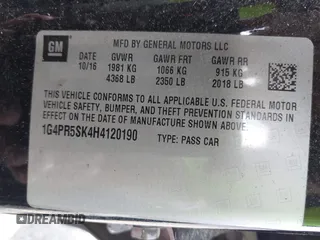 GM
MFD BY GENERAL MOTORS LLC
DATE GVWR GAWR FRT GAWR RR
10/16 1981 KG 1066 KG 915 KG
4368 LB 2350 LB 2018 LB
THIS VEHICLE CONFORMS TO ALL APPLICABLE U.S. FEDERAL MOTOR
VEHICLE SAFETY, BUMPER, AND THEFT PREVENTION STANDARDS
IN EFFECT ON THE DATE OF MANUFACTURE SHOWN ABOVE.
1G4PR5SK4H4120190 TYPE: PASS CAR
DREAMBID